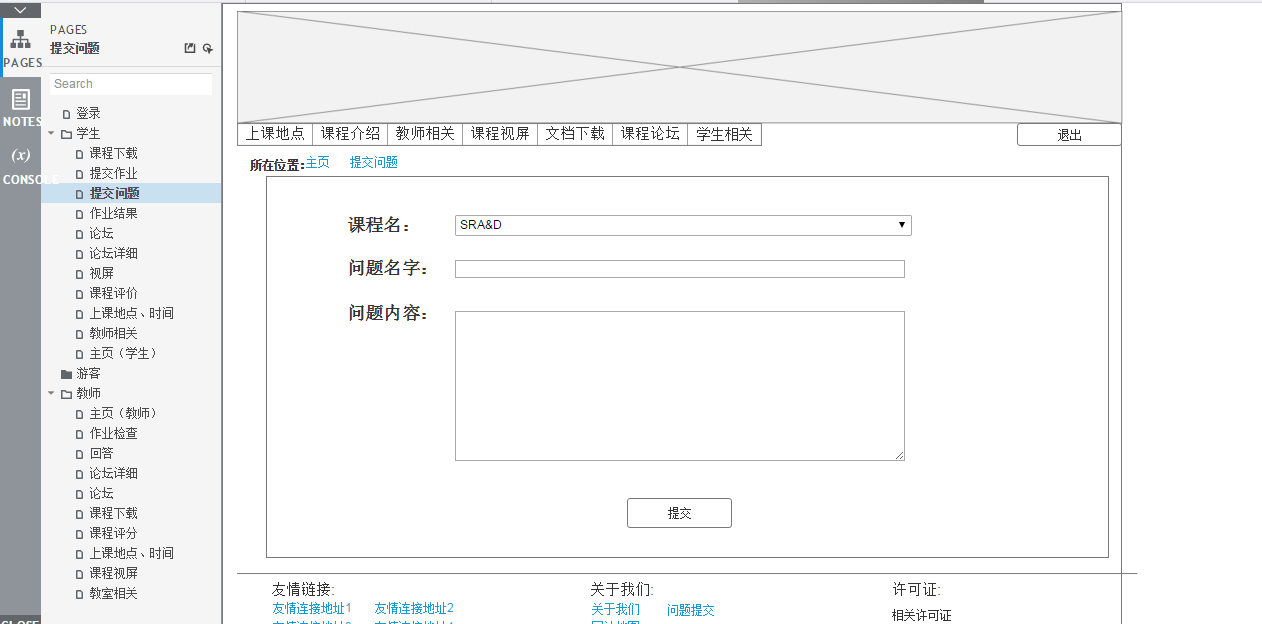 PAGES
提交问题
PAGES
Search
NOTES
(x)
CONSOLE
登录
学生
课程下载
提交作业
提交问题
作业结果
论坛
论坛详细
视屏
课程评价
上课地点、时间
教师相关
主页（学生）
游客
教师
主页（教师）
作业检查
回答
论坛详细
论坛
课程下载
课程评分
上课地点、时间
课程视屏
教室相关
CLOSE
上课地点 课程介绍 教师相关 课程视屏 文档下载 课程论坛 学生相关 退出
所在位置: 主页 提交问题
课程名： SRA&D
问题名字：
问题内容：
提交
友情链接: 关于我们: 许可证:
友情连接地址1 友情连接地址2 关于我们 问题提交 相关许可证